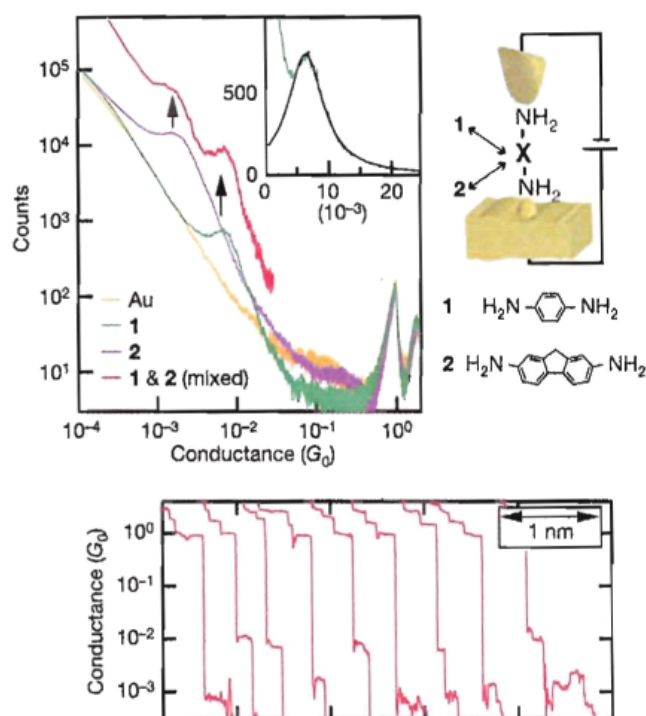 10⁵
10⁴
10³
10²
10¹
Counts
10⁻⁴
10⁻³
10⁻²
10⁻¹
10⁰
Conductance (G₀)
Au
1
2
1 & 2 (mixed)
500
0
0
10
20
(10⁻³)
NH₂
1
X
2
NH₂
1 H₂N NH₂
2 H₂N NH₂
Conductance (G₀)
10⁰
10⁻¹
10⁻²
10⁻³
1 nm